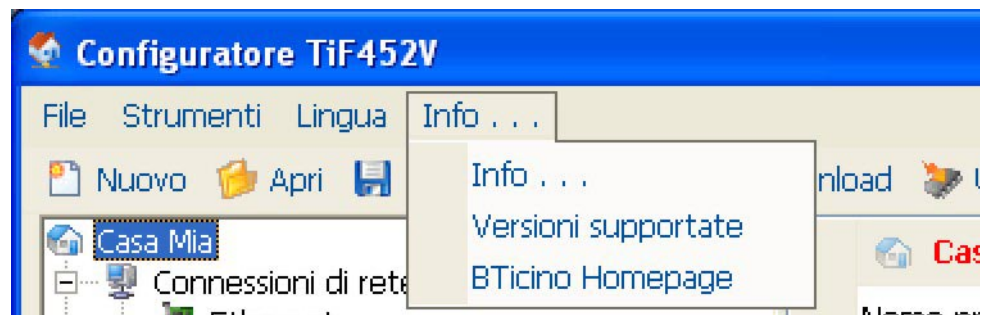 Configuratore TiF452V
File Strumenti Lingua Info . . .
Nuovo Apri
Info . . .
Versioni supportate
BTicino Homepage
Casa Mia
Connessioni di rete